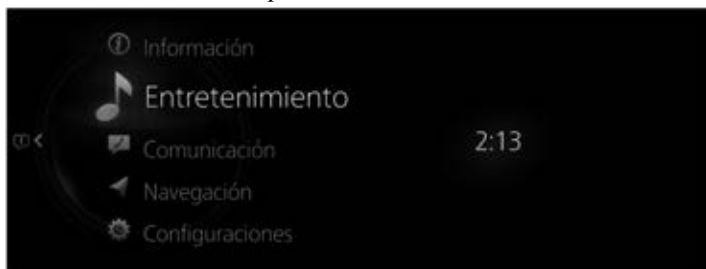 Información
Entretenimiento
Comunicación
2:13
Navegación
Configuraciones